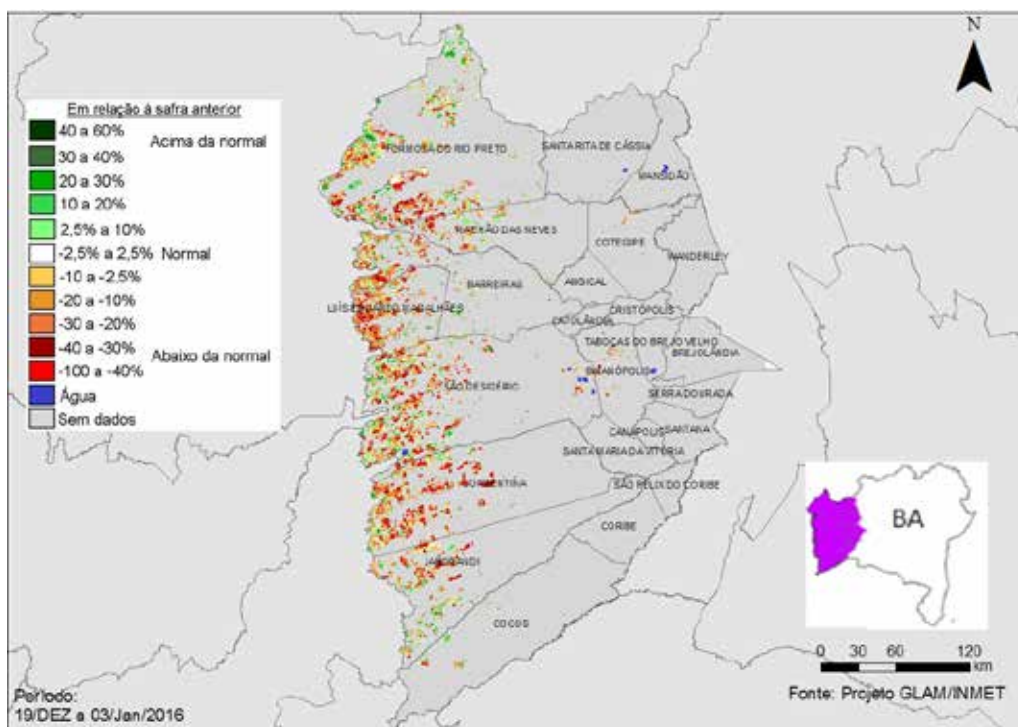 N
Em relação à safra anterior
40 a 60%
Acima da normal
30 a 40%
20 a 30%
10 a 20%
2,5% a 10%
-2,5% a 2,5% Normal
-10 a -2,5%
-20 a -10%
-30 a -20%
-40 a -30%
Abaixo da normal
-100 a -40%
Água
Sem dados
FORMOSA DO RIO PRETO
SANTA RITA DE CÁSSIA
MANSIDÃO
RIACHÃO DAS NEVES
COTEGIPE
WANDERLEY
BARREIRAS
ANGICAL
LUÍS EDUARDO MAGALHÃES
CRISTÓPOLIS
CATOLÂNDIA
TABOCAS DO BREJO VELHO
BREJOLÂNDIA
SÃO DESIDÉRIO
BAIANÓPOLIS
SERRA DOURADA
CANÁPOLIS
SANTANA
SANTA MARIA DA VITÓRIA
CORRENTINA
SÃO FÉLIX DO CORIBE
CORIBE
JABORANDI
COCOS
BA
0 30 60 120
km
Período:
19/DEZ a 03/Jan/2016
Fonte: Projeto GLAM/INMET